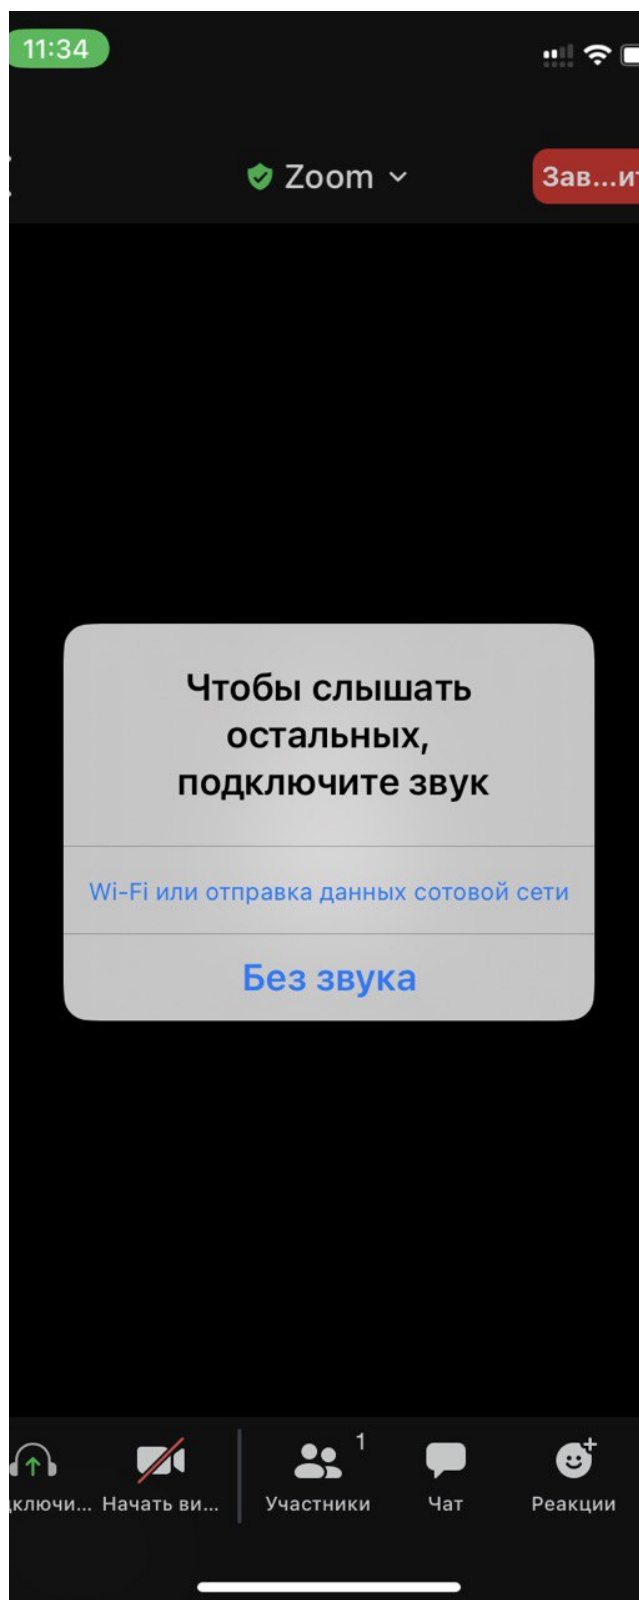 11:34
Zoom
Зав...ит
Чтобы слышать
остальных,
подключите звук
Wi-Fi или отправка данных сотовой сети
Без звука
1
ключи... Начать ви... Участники Чат Реакции